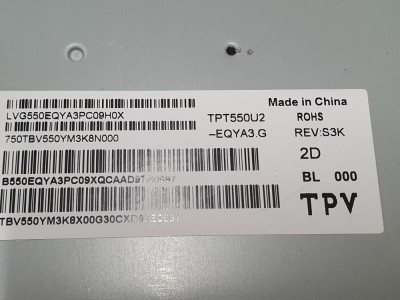 LVG550EQYA3PC09H0X
750TBV550YM3K8N000
TPT550U2
-EQYA3.G
Made in China
ROHS
REV:S3K
2D
BL 000
TPV